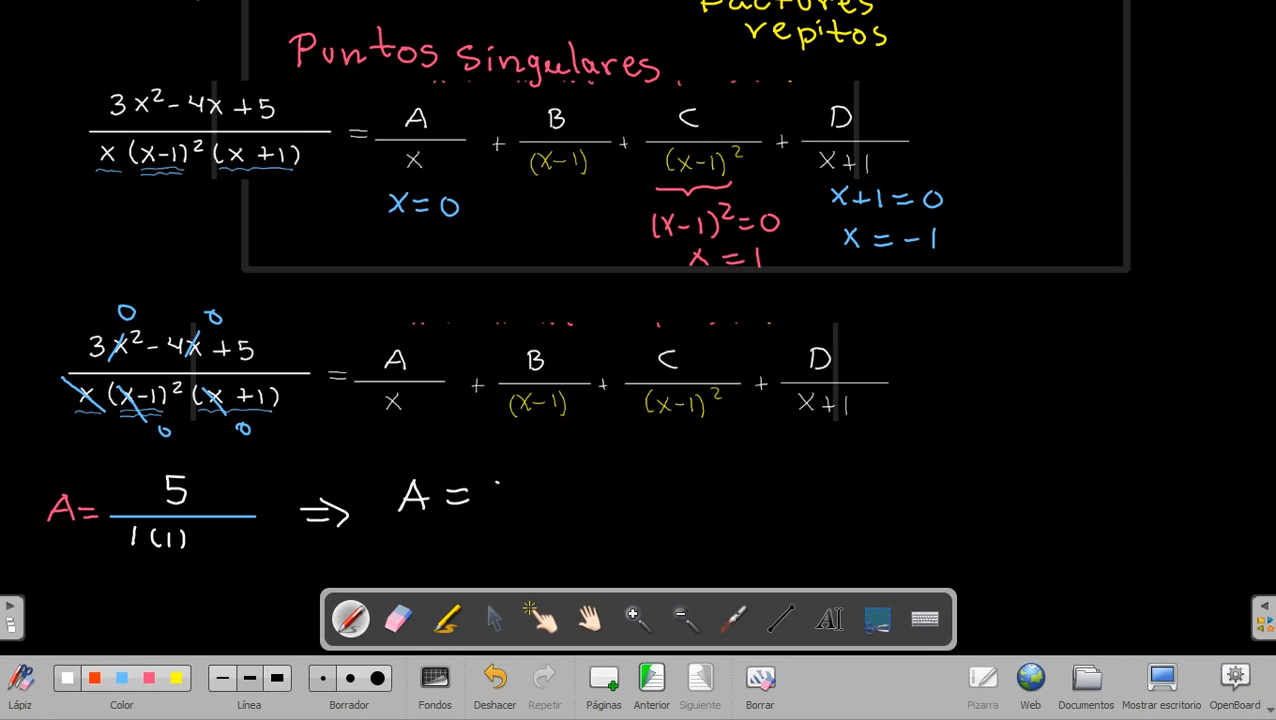 repitos
Puntos singulares
3x² - 4x + 5 / x (x-1)² (x+1) = A / x + B / (x-1) + C / (x-1)² + D / x+1
x = 0
(x-1)² = 0
x = 1
x+1 = 0
x = -1
0 0
3x² - 4x + 5 / x (x-1)² (x+1) = A / x + B / (x-1) + C / (x-1)² + D / x+1
0 0
A = 5 / 1(1) ⇒ A =
Lápiz Color Línea Borrador Fondos Deshacer Repetir Páginas Anterior Siguiente Borrar Pizarra Web Documentos Mostrar escritorio OpenBoard